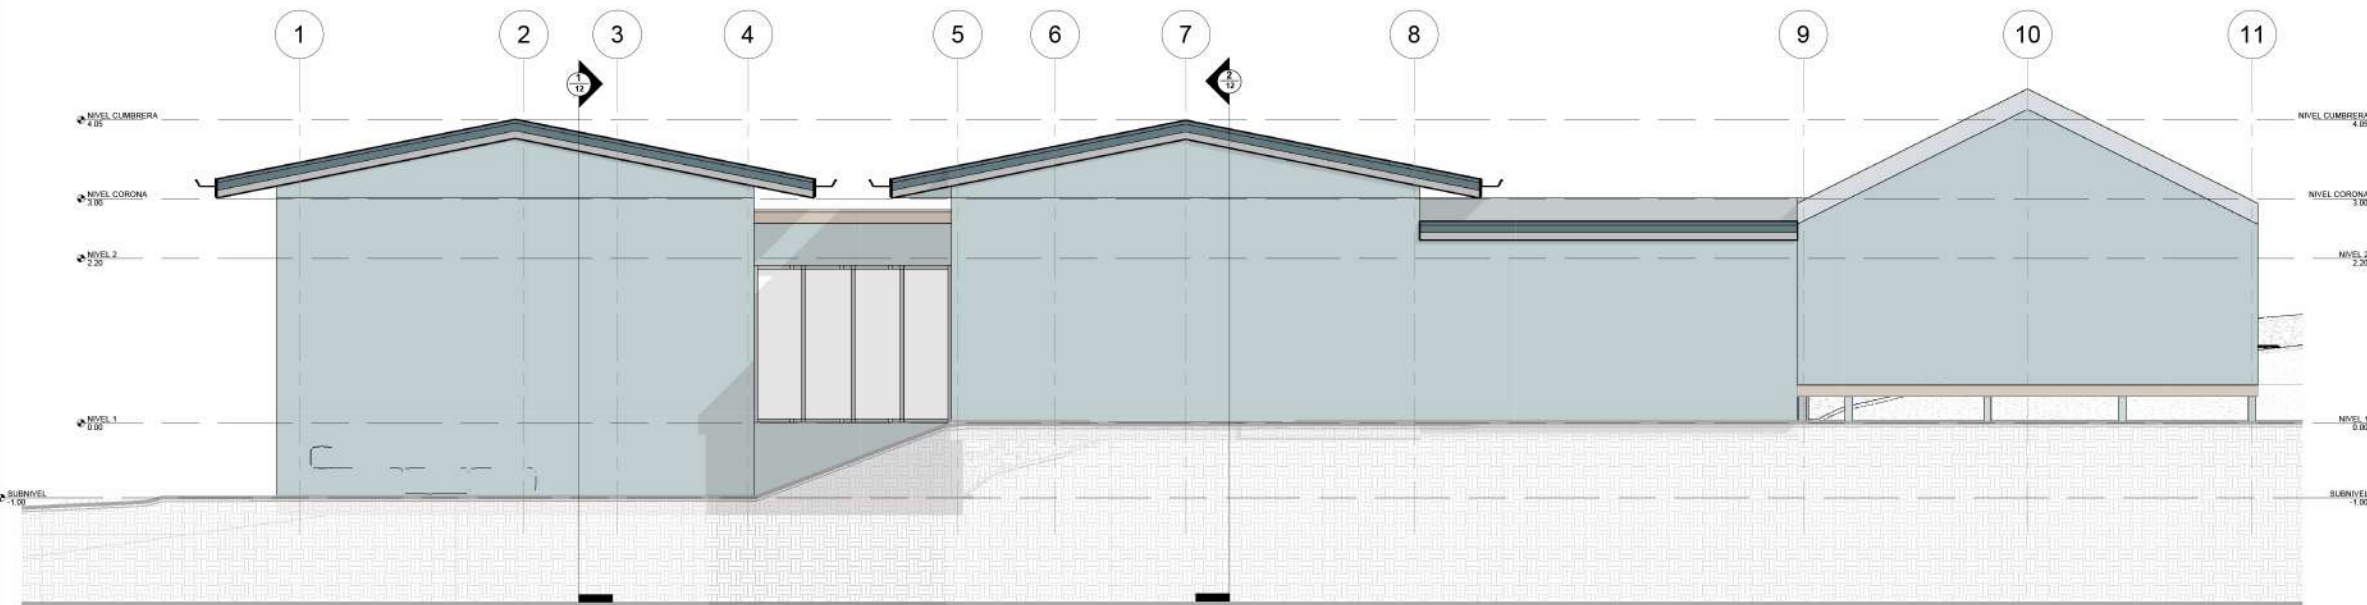 1 2 3 4 5 6 7 8 9 10 11
1
12
2
12
NIVEL CUMBRERA
4.05
NIVEL CUMBRERA
4.05
NIVEL CORONA
3.00
NIVEL CORONA
3.00
NIVEL 2
2.20
NIVEL 2
2.20
NIVEL 1
0.00
NIVEL 1
0.00
SUBNIVEL
-1.00
SUBNIVEL
-1.00